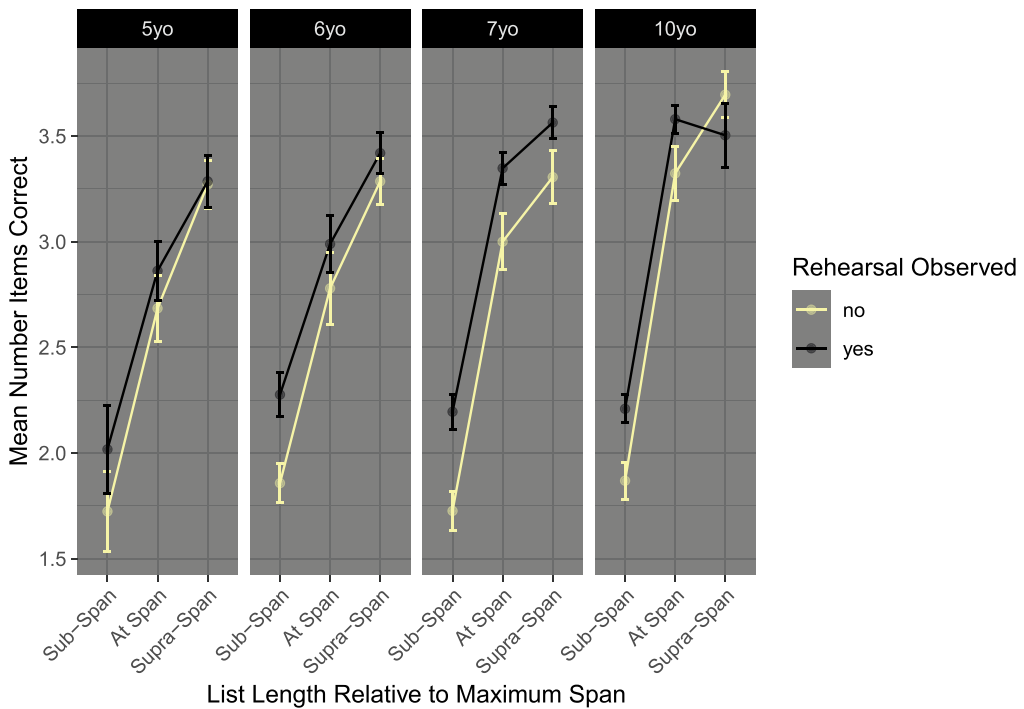 5yo
6yo
7yo
10yo
Mean Number Items Correct
3.5
3.0
2.5
2.0
1.5
Sub−Span
At Span
Supra−Span
Sub−Span
At Span
Supra−Span
Sub−Span
At Span
Supra−Span
Sub−Span
At Span
Supra−Span
List Length Relative to Maximum Span
Rehearsal Observed
no
yes